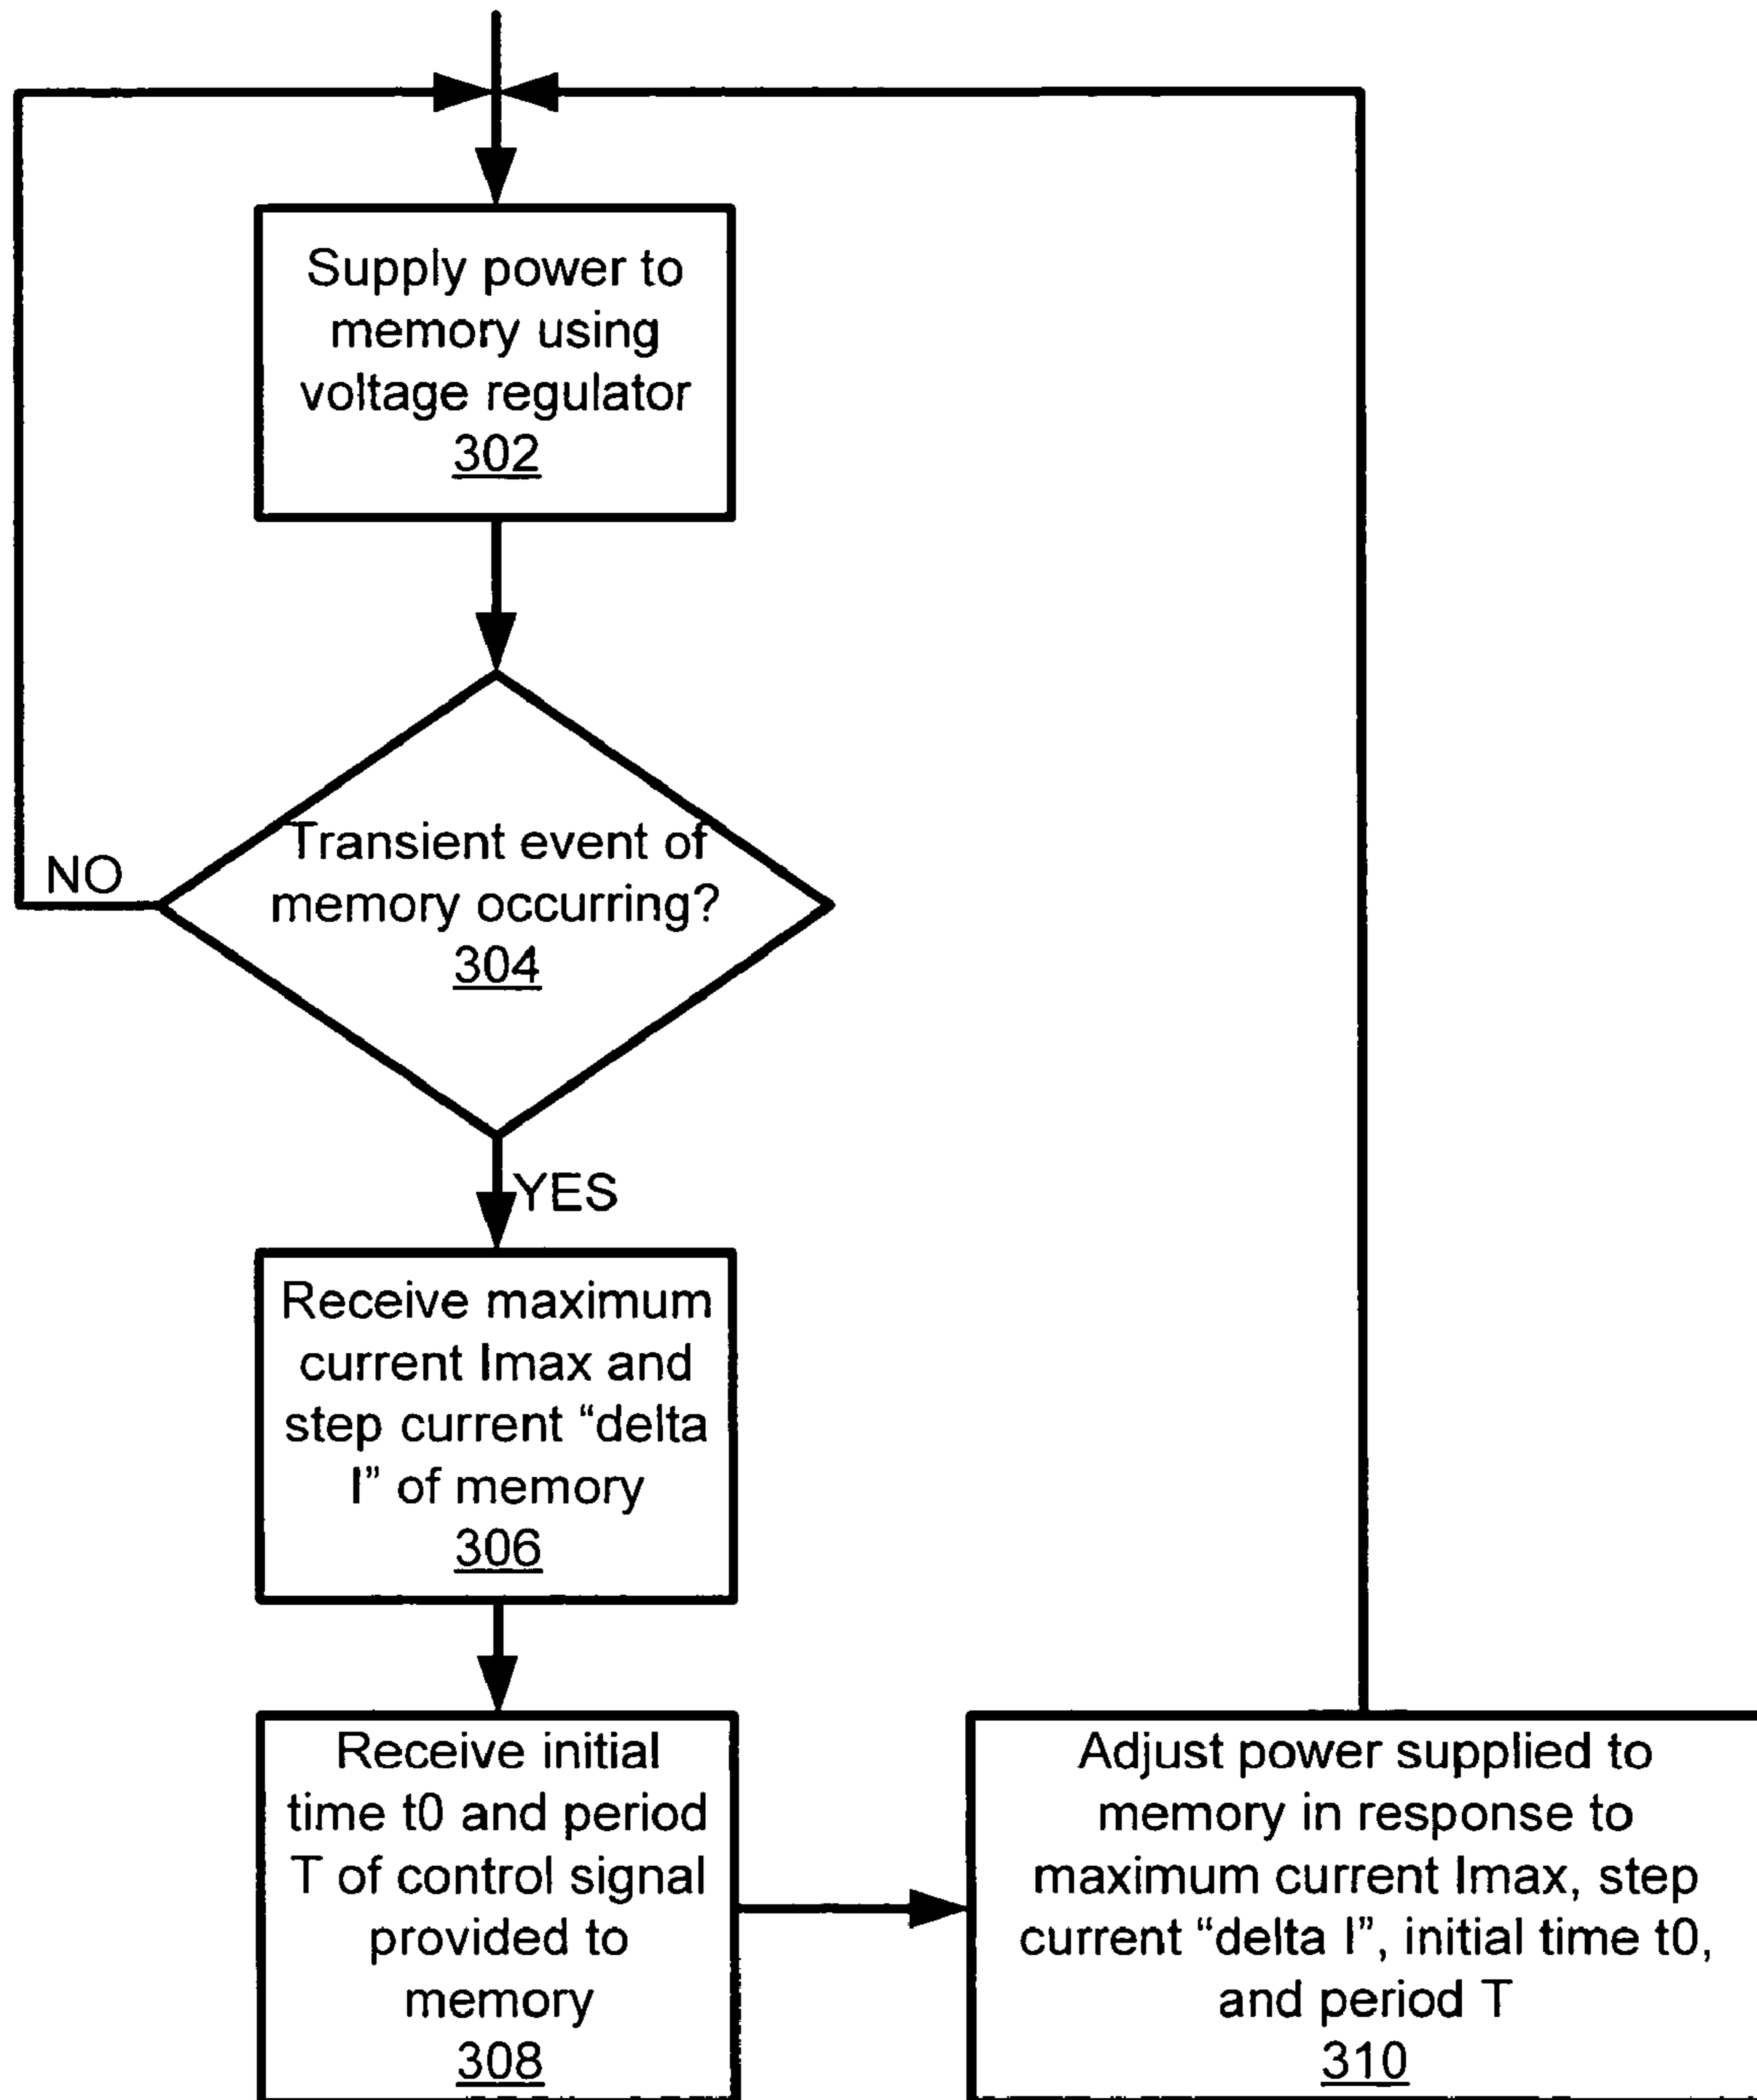 Supply power to
memory using
voltage regulator
302
Transient event of
memory occurring?
304
NO
YES
Receive maximum
current Imax and
step current “delta
I” of memory
306
Receive initial
time t0 and period
T of control signal
provided to
memory
308
Adjust power supplied to
memory in response to
maximum current Imax, step
current “delta I”, initial time t0,
and period T
310